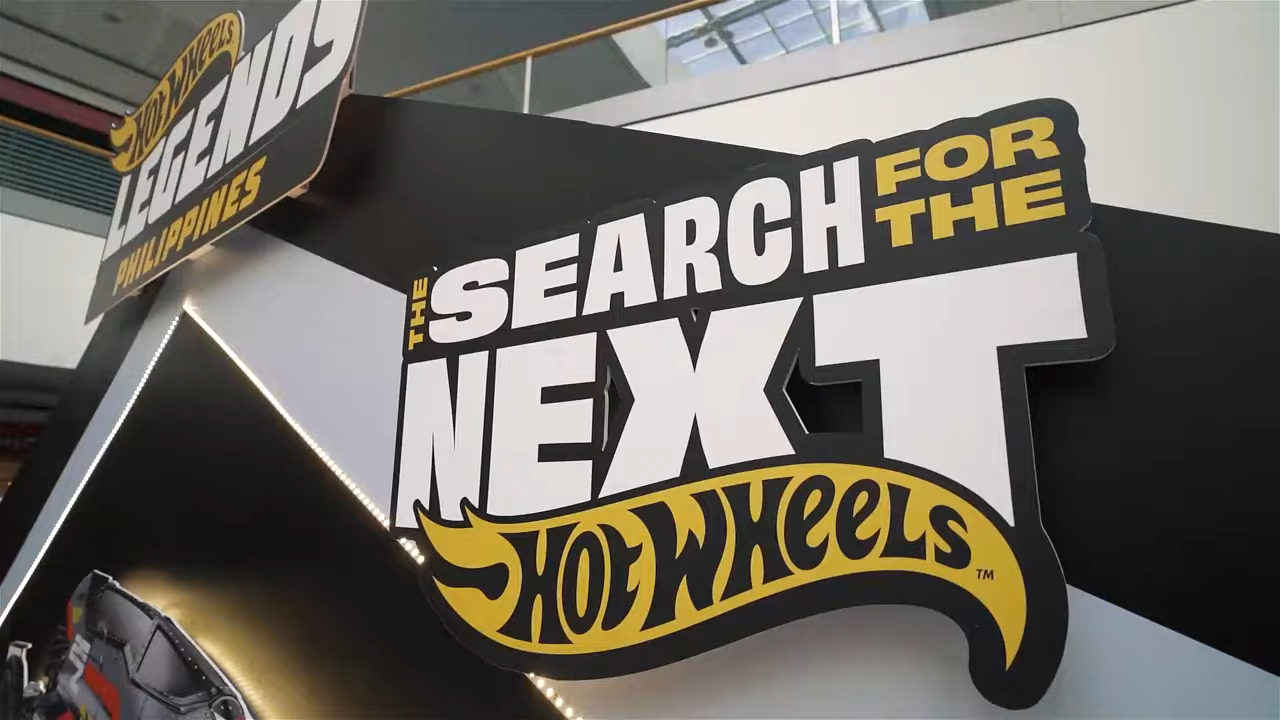 HOT WHEELS
LEGENDS
PHILIPPINES
THE SEARCH FOR THE
NEXT
HOT WHEELS™